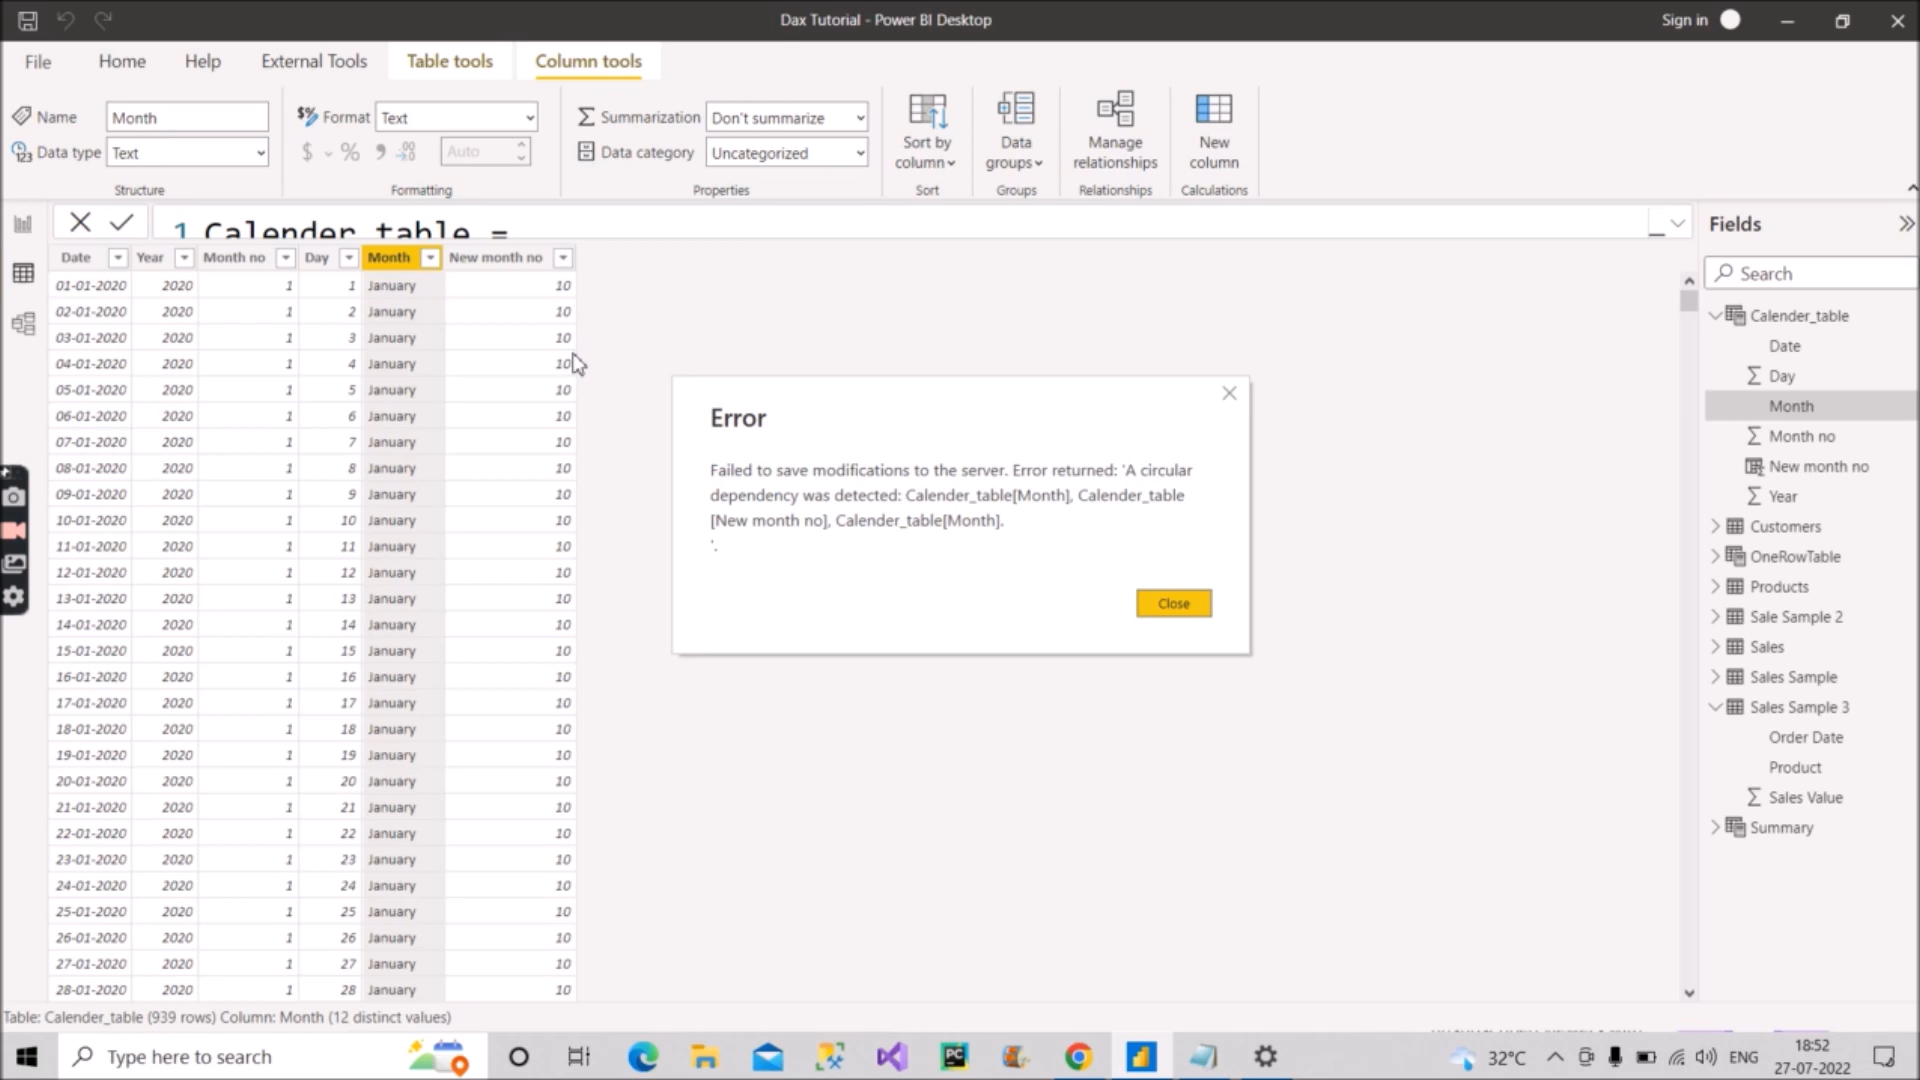 Dax Tutorial - Power BI Desktop
Sign in
File Home Help External Tools Table tools Column tools
Name Month
Format Text
Summarization Don't summarize
Data type Text
$ % 9 Auto
Data category Uncategorized
Sort by column
Data groups
Manage relationships
New column
Structure Formatting Properties Sort Groups Relationships Calculations
1 Calender_table =
Date Year Month no Day Month New month no
01-01-2020 2020 1 1 January 10
02-01-2020 2020 1 2 January 10
03-01-2020 2020 1 3 January 10
04-01-2020 2020 1 4 January 10
05-01-2020 2020 1 5 January 10
06-01-2020 2020 1 6 January 10
07-01-2020 2020 1 7 January 10
08-01-2020 2020 1 8 January 10
09-01-2020 2020 1 9 January 10
10-01-2020 2020 1 10 January 10
11-01-2020 2020 1 11 January 10
12-01-2020 2020 1 12 January 10
13-01-2020 2020 1 13 January 10
14-01-2020 2020 1 14 January 10
15-01-2020 2020 1 15 January 10
16-01-2020 2020 1 16 January 10
17-01-2020 2020 1 17 January 10
18-01-2020 2020 1 18 January 10
19-01-2020 2020 1 19 January 10
20-01-2020 2020 1 20 January 10
21-01-2020 2020 1 21 January 10
22-01-2020 2020 1 22 January 10
23-01-2020 2020 1 23 January 10
24-01-2020 2020 1 24 January 10
25-01-2020 2020 1 25 January 10
26-01-2020 2020 1 26 January 10
27-01-2020 2020 1 27 January 10
28-01-2020 2020 1 28 January 10
Error
Failed to save modifications to the server. Error returned: 'A circular
dependency was detected: Calender_table[Month], Calender_table
[New month no], Calender_table[Month].
'.
Close
Fields
Search
Calender_table
Date
Day
Month
Month no
New month no
Year
Customers
OneRowTable
Products
Sale Sample 2
Sales
Sales Sample
Sales Sample 3
Order Date
Product
Sales Value
Summary
Table: Calender_table (939 rows) Column: Month (12 distinct values)
Type here to search
32°C
ENG
18:52
27-07-2022